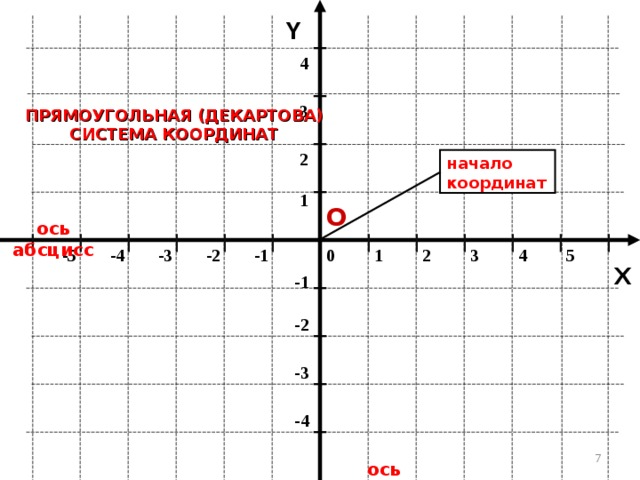 Y
4
3
ПРЯМОУГОЛЬНАЯ (ДЕКАРТОВА)
СИСТЕМА КООРДИНАТ
2
начало
координат
1
О
ось
абсцисс
-5 -4 -3 -2 -1 0 1 2 3 4 5
X
-1
-2
-3
-4
7
ось